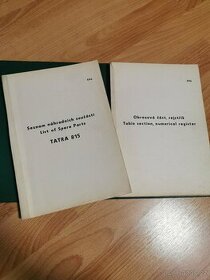 Seznam náhradních součástí
List of Spare Parts
TATRA 815
Obrazová část, rejstřík
Table section, numerical register